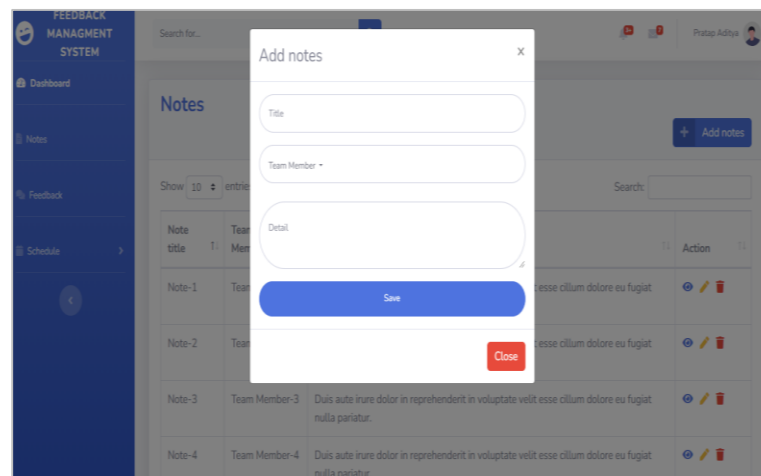 FEEDBACK
MANAGMENT
SYSTEM
Search for...
Pratap Aditya
Dashboard
Notes
Feedback
Schedule
Notes
Add notes
Show 10 entrie
Search:
Note
title
Team
Mem
Action
Note-1
Team
t esse cillum dolore eu fugiat
Note-2
Team
esse cillum dolore eu fugiat
Note-3
Team Member-3
Duis aute irure dolor in reprehenderit in voluptate velit esse cillum dolore eu fugiat
nulla pariatur.
Note-4
Team Member-4
Duis aute irure dolor in reprehenderit in voluptate velit esse cillum dolore eu fugiat
nulla pariatur.
Add notes
x
Title
Team Member
Detail
Save
Close